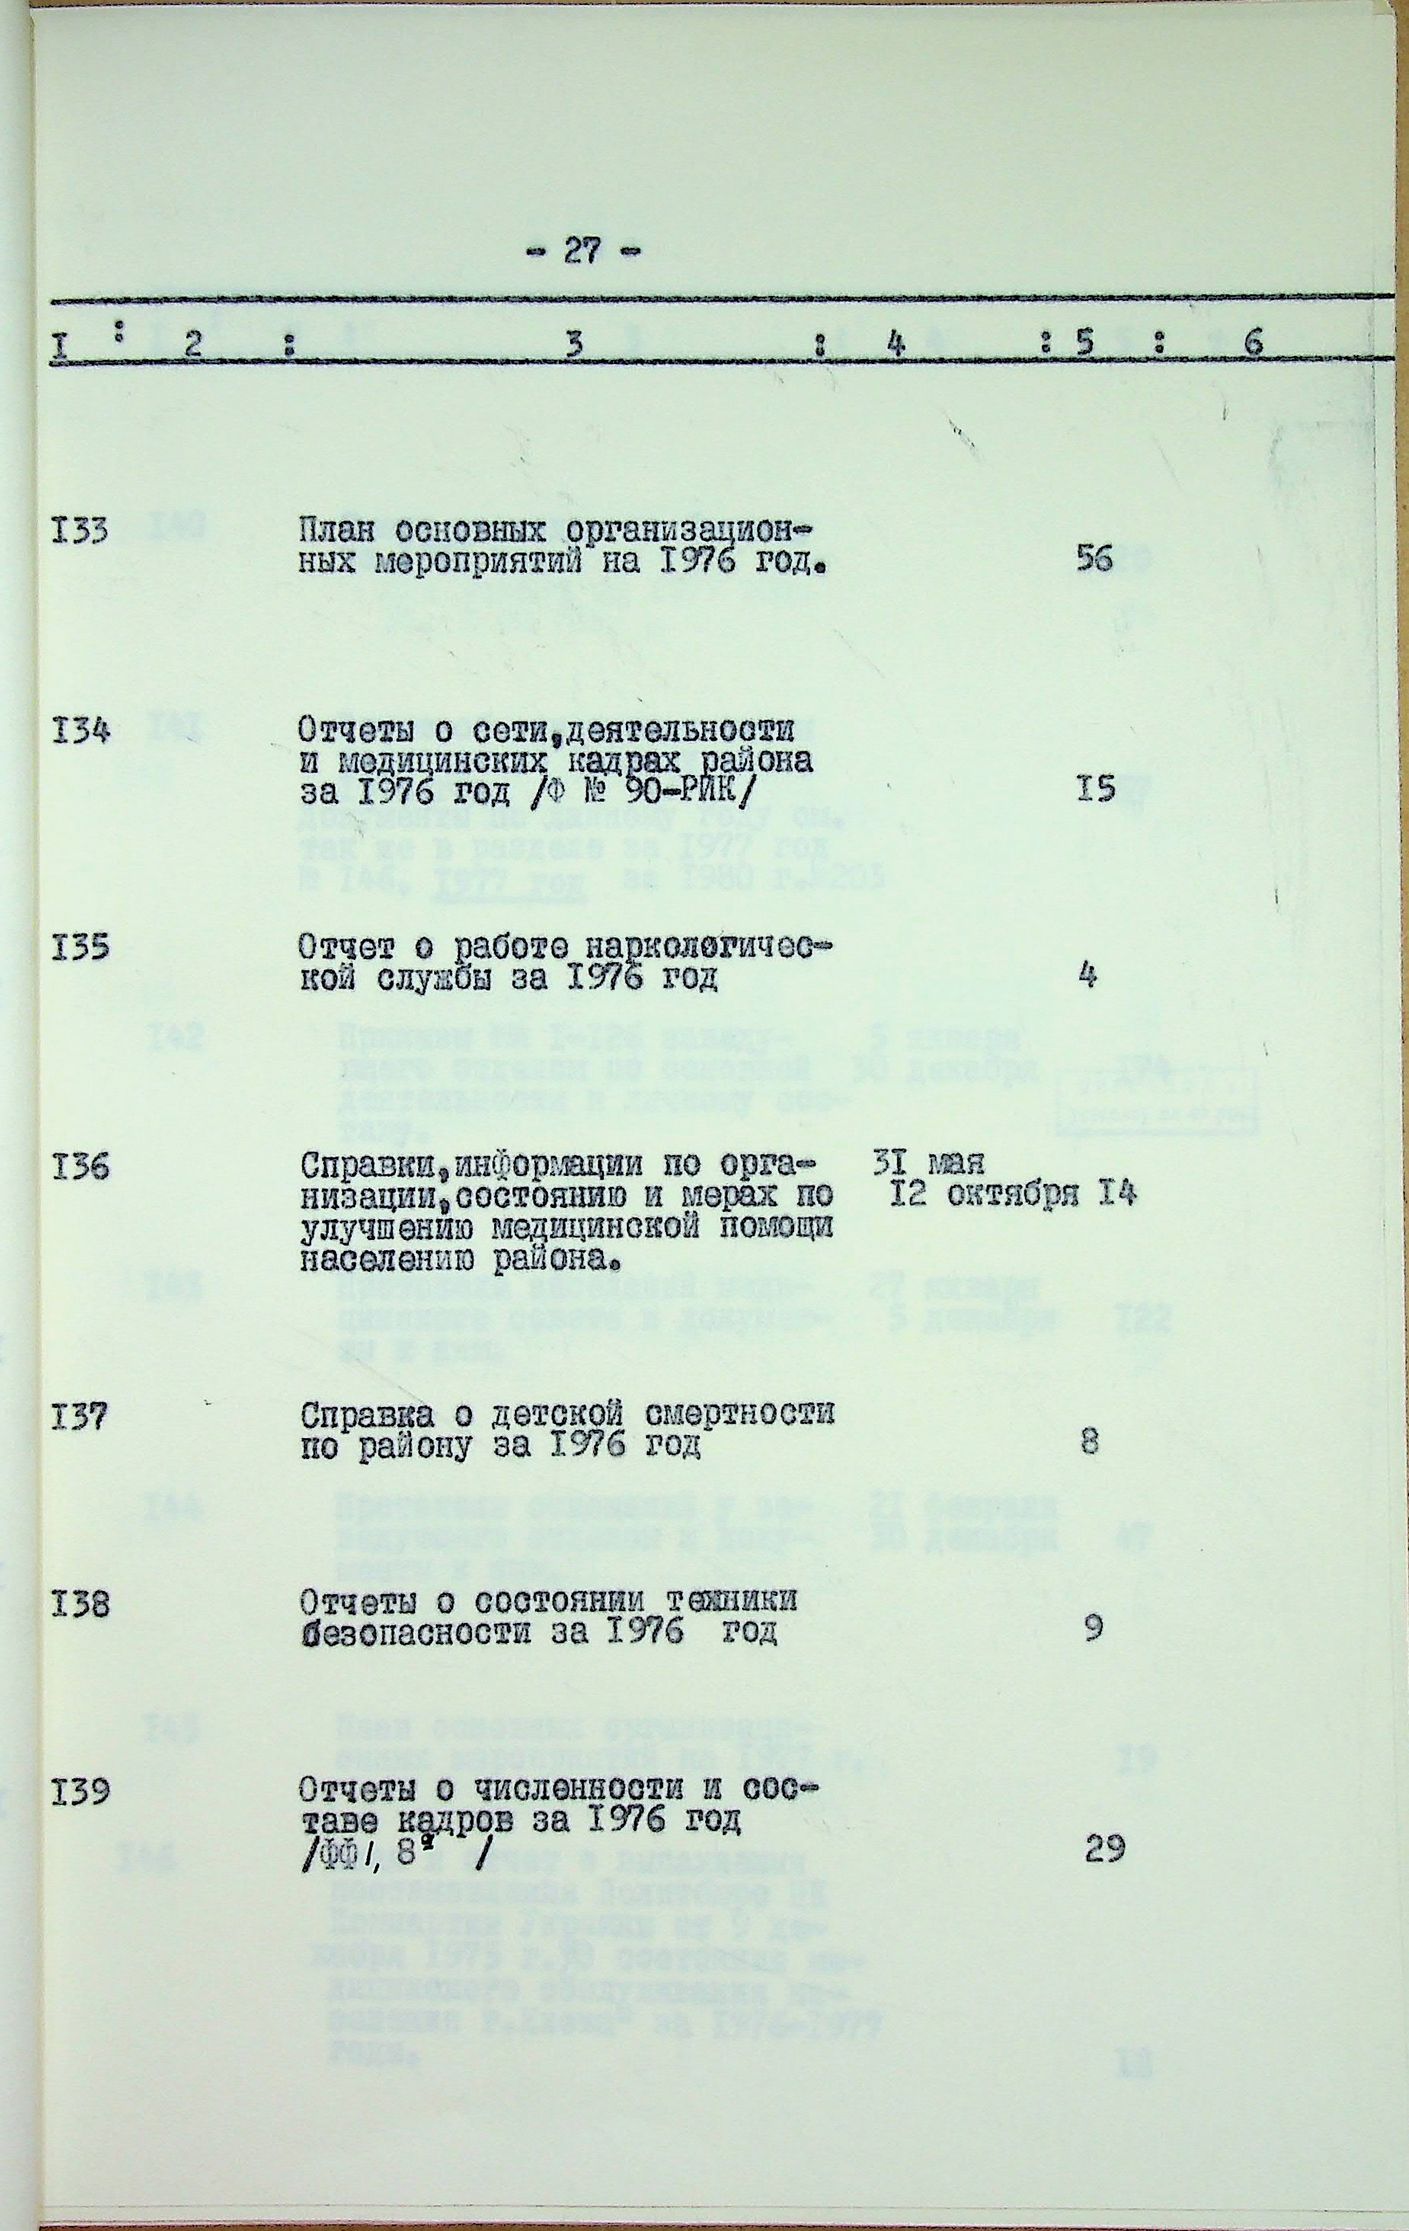 - 27 -
I : 2 : 3 : 4 : 5 : 6
I33 План основных организацион-
ных мероприятий на I976 год. 56
I34 Отчеты о сети,деятельности
и медицинских кадрах района
за I976 год /Ф № 90-РИК/ I5
I35 Отчет о работе наркологичес-
кой службы за I976 год 4
I36 Справки,информации по орга- 3I мая
низации,состоянию и мерах по I2 октября I4
улучшению медицинской помощи
населению района.
I37 Справка о детской смертности
по району за I976 год 8
I38 Отчеты о состоянии техники
безопасности за I976 год 9
I39 Отчеты о численности и сос-
таве кадров за I976 год
/ФФ1, 8 / 29